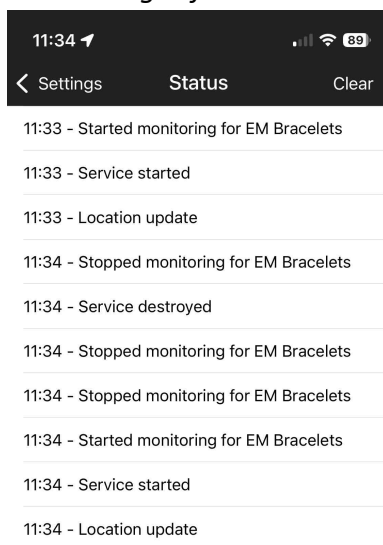 11:34
89
Settings Status Clear
11:33 - Started monitoring for EM Bracelets
11:33 - Service started
11:33 - Location update
11:34 - Stopped monitoring for EM Bracelets
11:34 - Service destroyed
11:34 - Stopped monitoring for EM Bracelets
11:34 - Stopped monitoring for EM Bracelets
11:34 - Started monitoring for EM Bracelets
11:34 - Service started
11:34 - Location update